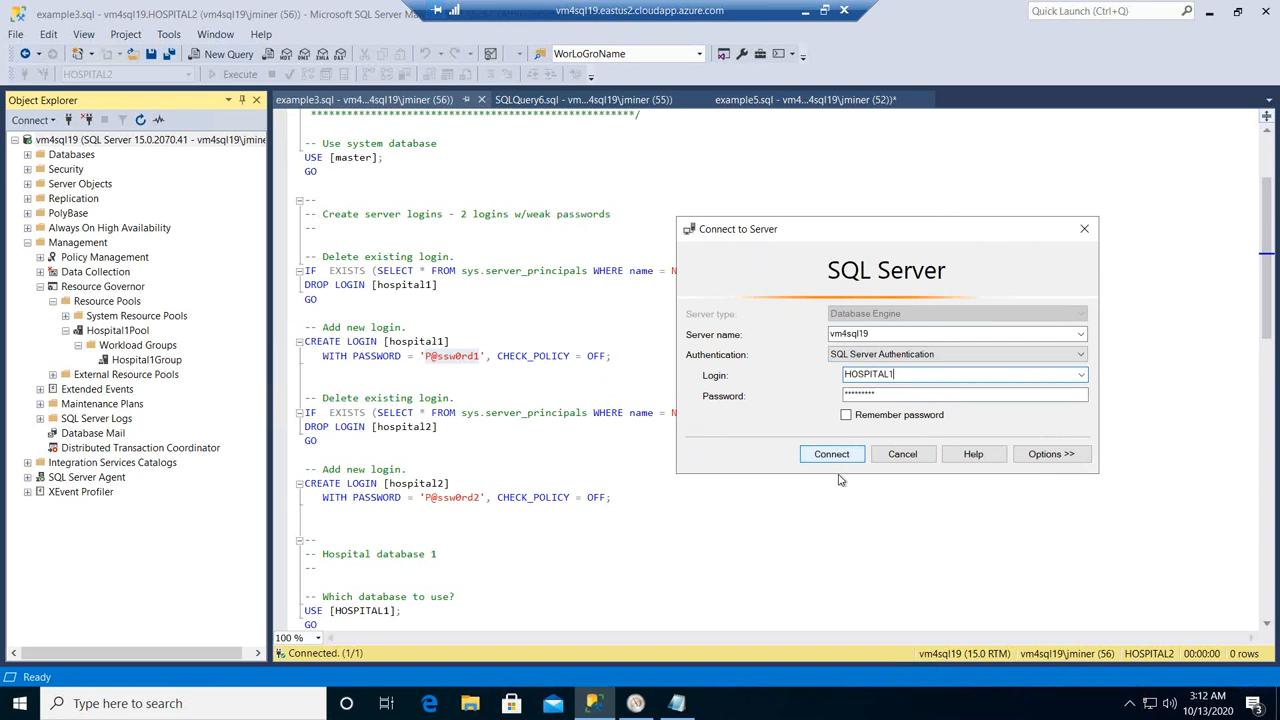 example3.sql - vm4sql19.HOSPITAL2 (vm4sql19\jminer (56)) - Microsoft SQL Server Ma
vm4sql19.eastus2.cloudapp.azure.com
Quick Launch (Ctrl+Q)
File Edit View Project Tools Window Help
New Query
WorLoGroName
HOSPITAL2
Execute
Object Explorer
example3.sql - vm4...4sql19\jminer (56))
SQLQuery6.sql - vm...4sql19\jminer (55))
example5.sql - vm4...4sql19\jminer (52))*
Connect
vm4sql19 (SQL Server 15.0.2070.41 - vm4sql19\jmine
Databases
Security
Server Objects
Replication
PolyBase
Always On High Availability
Management
Policy Management
Data Collection
Resource Governor
Resource Pools
System Resource Pools
Hospital1Pool
Workload Groups
Hospital1Group
External Resource Pools
Extended Events
Maintenance Plans
SQL Server Logs
Database Mail
Distributed Transaction Coordinator
Integration Services Catalogs
SQL Server Agent
XEvent Profiler
******************************************************/
-- Use system database
USE [master];
GO
--
-- Create server logins - 2 logins w/weak passwords
--
-- Delete existing login.
IF EXISTS (SELECT * FROM sys.server_principals WHERE name = N
DROP LOGIN [hospital1]
GO
-- Add new login.
CREATE LOGIN [hospital1]
WITH PASSWORD = 'P@ssw0rd1', CHECK_POLICY = OFF;
-- Delete existing login.
IF EXISTS (SELECT * FROM sys.server_principals WHERE name = N
DROP LOGIN [hospital2]
GO
-- Add new login.
CREATE LOGIN [hospital2]
WITH PASSWORD = 'P@ssw0rd2', CHECK_POLICY = OFF;
--
-- Hospital database 1
--
-- Which database to use?
USE [HOSPITAL1];
GO
100 %
Connected. (1/1)
vm4sql19 (15.0 RTM)
vm4sql19\jminer (56)
HOSPITAL2
00:00:00
0 rows
Connect to Server
SQL Server
Server type: Database Engine
Server name: vm4sql19
Authentication: SQL Server Authentication
Login: HOSPITAL1
Password: *********
Remember password
Connect
Cancel
Help
Options >>
Ready
Type here to search
3:12 AM
10/13/2020
3